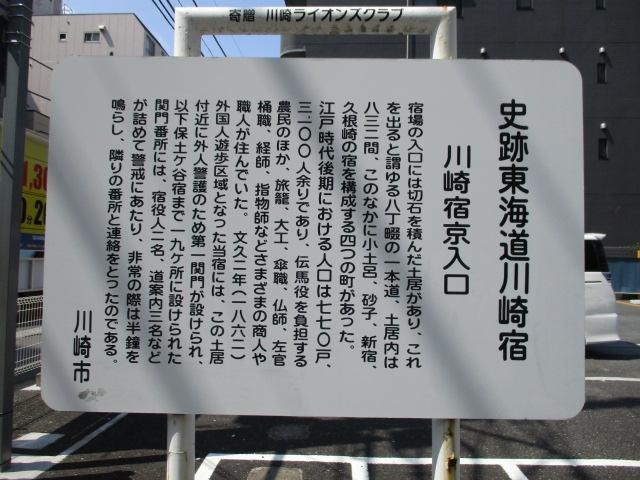 寄贈 川崎ライオンズクラブ
史跡東海道川崎宿
川崎宿京入口
宿場の入口には切石を積んだ土居があり、これ
を出ると謂ゆる八丁畷の一本道、土居内は
八三二間、このなかに小土呂、砂子、新宿、
久根崎の宿を構成する四つの町があった。
江戸時代後期における人口は七七〇戸、
三、一〇〇人余りであり、伝馬役を負担する
農民のほか、旅籠、大工、傘職、仏師、左官
桶職、経師、指物師などさまざまの商人や
職人が住んでいた。文久二年(一八六二)
外国人遊歩区域となった当宿には、この土居
付近に外人警護のため第一関門が設けられ、
以下保土ケ谷宿まで一九ケ所に設けられた
関門番所には、宿役人二名、道案内三名など
が詰めて警戒にあたり、非常の際は半鐘を
鳴らし、隣りの番所と連絡をとったのである。
川崎市